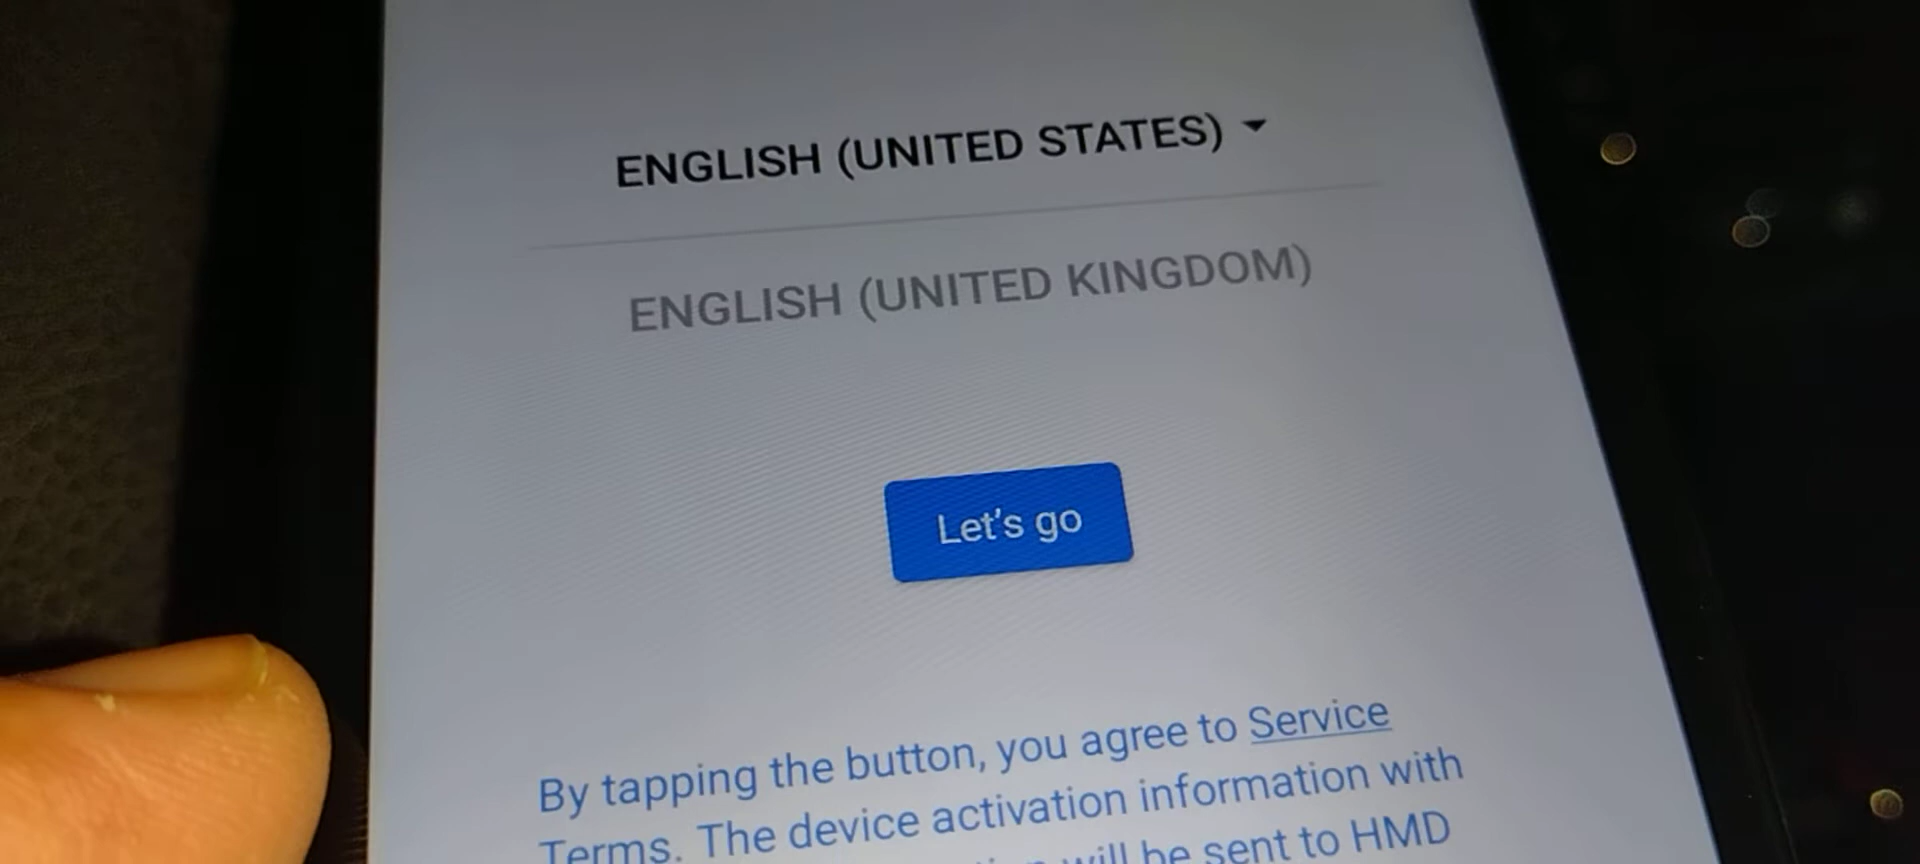 ENGLISH (UNITED STATES)
ENGLISH (UNITED KINGDOM)
Let's go
By tapping the button, you agree to Service
Terms. The device activation information with
will be sent to HMD